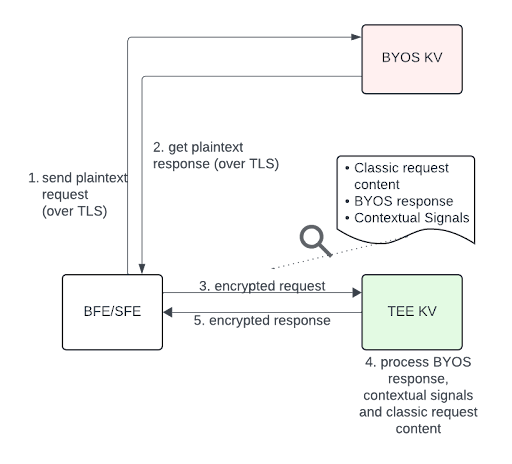 BYOS KV
2. get plaintext
response (over TLS)
1. send plaintext
request
(over TLS)
• Classic request
content
• BYOS response
• Contextual Signals
BFE/SFE
3. encrypted request
5. encrypted response
TEE KV
4. process BYOS
response,
contextual signals
and classic request
content